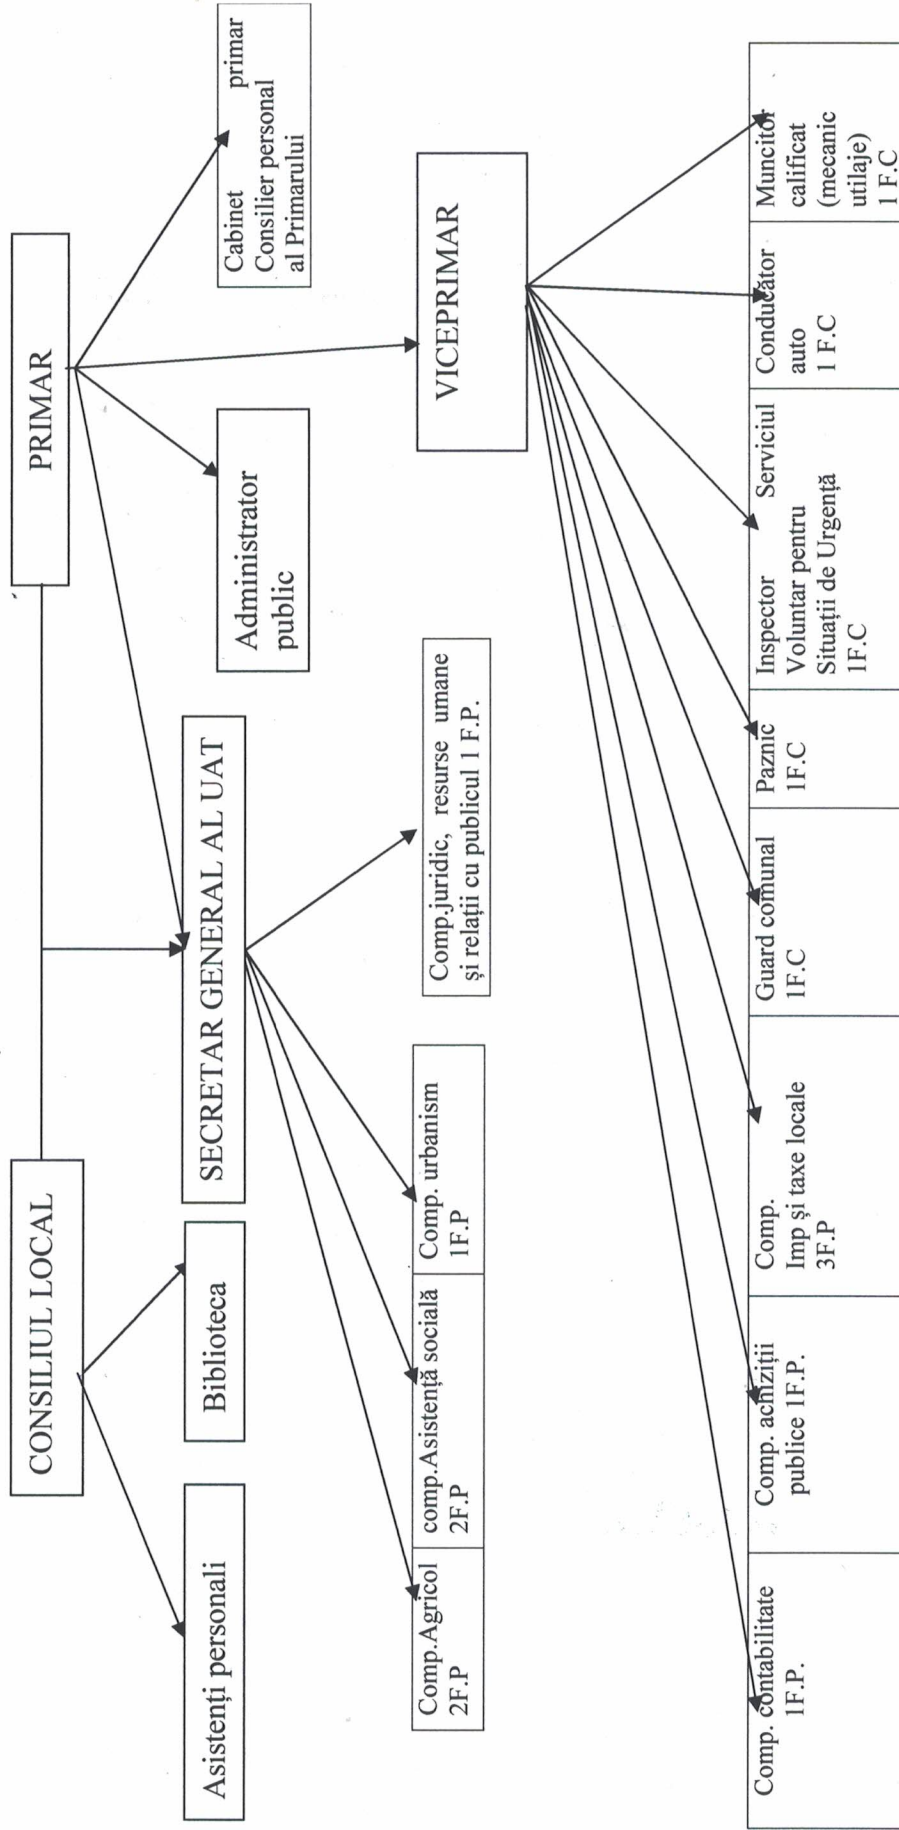 CONSILIUL LOCAL
PRIMAR
Asistenți personali
Biblioteca
SECRETAR GENERAL AL UAT
Administrator
public
Cabinet primar
Consilier personal
al Primarului
Comp.Agricol
2F.P
comp.Asistență socială
2F.P
Comp. urbanism
1F.P
Comp.juridic, resurse umane
și relații cu publicul 1 F.P.
VICEPRIMAR
Comp. contabilitate
1F.P.
Comp. achiziții
publice 1F.P.
Comp.
Imp și taxe locale
3F.P
Guard comunal
1F.C
Paznic
1F.C
Inspector Serviciul
Voluntar pentru
Situații de Urgență
1F.C
Conducător
auto
1 F.C
Muncitor
calificat
(mecanic
utilaje)
1 F.C